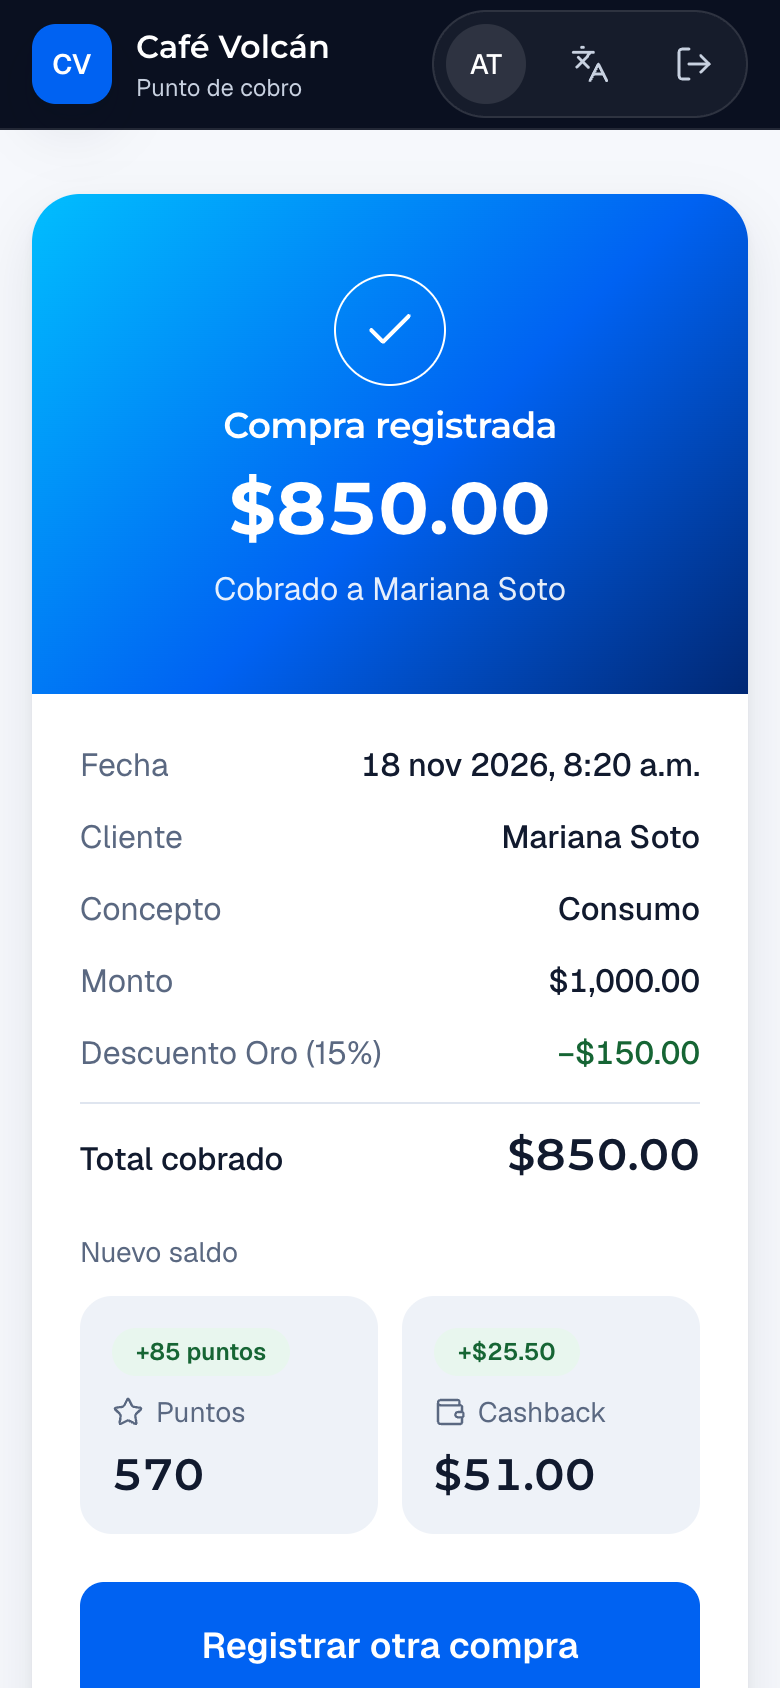 CV
Café Volcán
Punto de cobro
AT
Compra registrada
$850.00
Cobrado a Mariana Soto
Fecha 18 nov 2026, 8:20 a.m.
Cliente Mariana Soto
Concepto Consumo
Monto $1,000.00
Descuento Oro (15%) −$150.00
Total cobrado $850.00
Nuevo saldo
+85 puntos
Puntos
570
+$25.50
Cashback
$51.00
Registrar otra compra